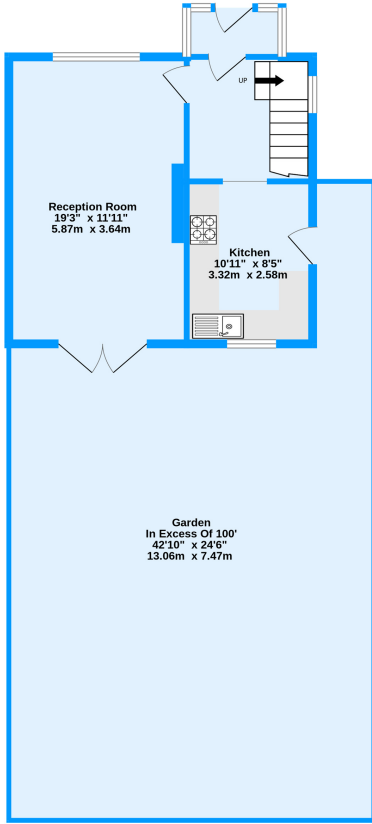 UP
Reception Room
19'3" x 11'11"
5.87m x 3.64m
Kitchen
10'11" x 8'5"
3.32m x 2.58m
Garden
In Excess Of 100'
42'10" x 24'6"
13.06m x 7.47m